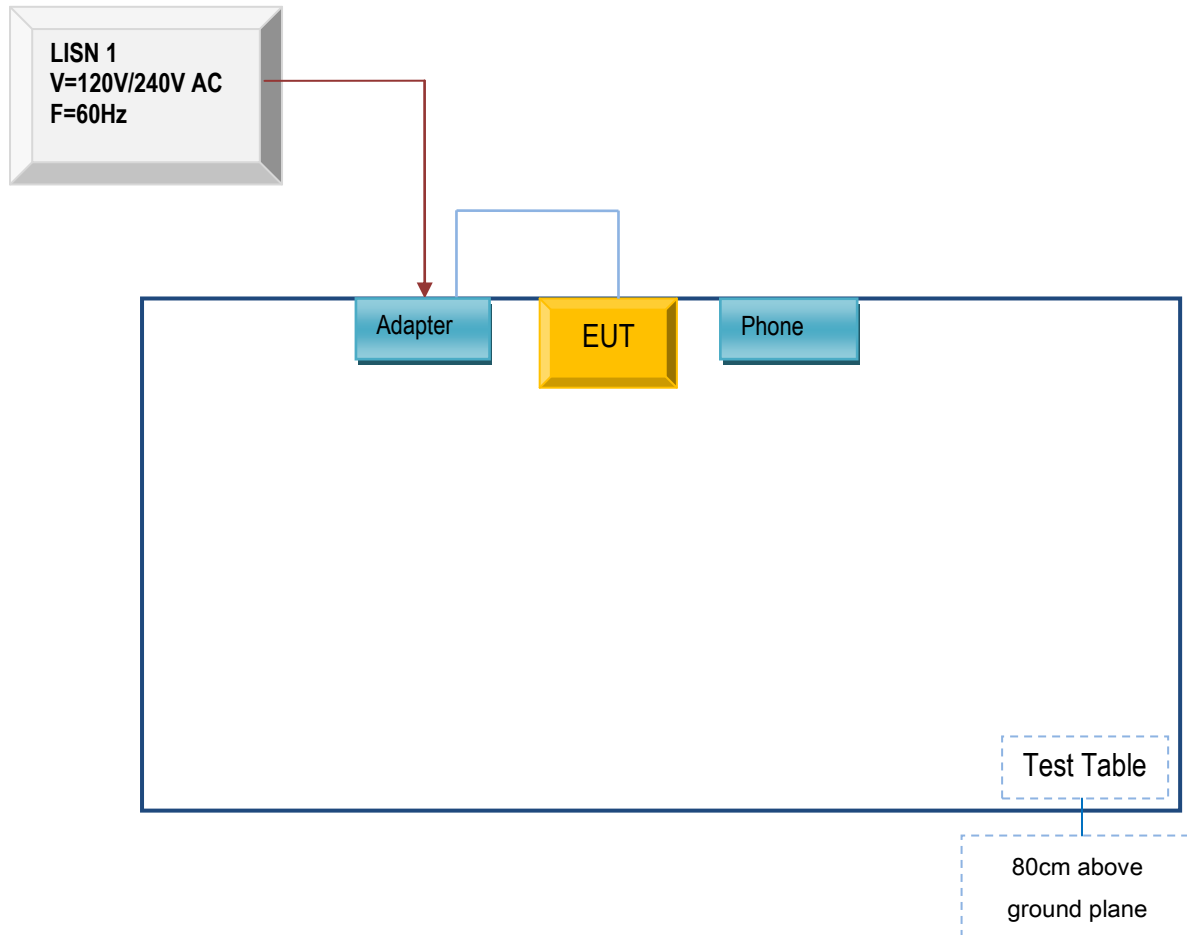 LISN 1
V=120V/240V AC
F=60Hz
Adapter
EUT
Phone
Test Table
80cm above
ground plane